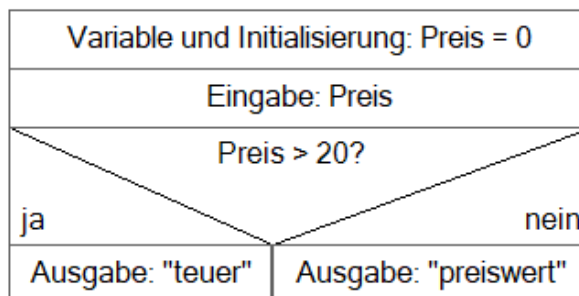 Variable und Initialisierung: Preis = 0
Eingabe: Preis
Preis > 20?
ja
nein
Ausgabe: "teuer"
Ausgabe: "preiswert"